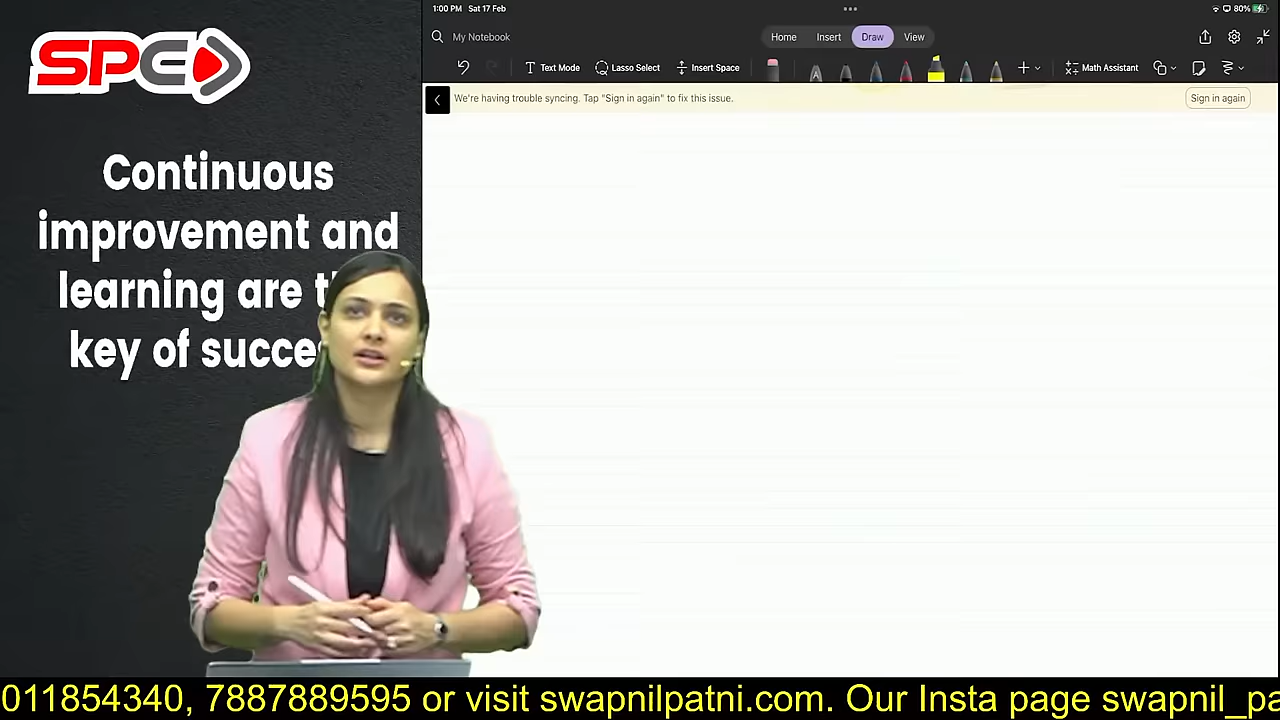 SPC
Continuous
improvement and
learning are
key of
1:00 PM Sat 17 Feb
80%
My Notebook
Home Insert Draw View
Text Mode Lasso Select Insert Space Math Assistant
We're having trouble syncing. Tap "Sign in again" to fix this issue.
Sign in again
011854340, 7887889595 or visit swapnilpatni.com. Our Insta page swapnil_pa